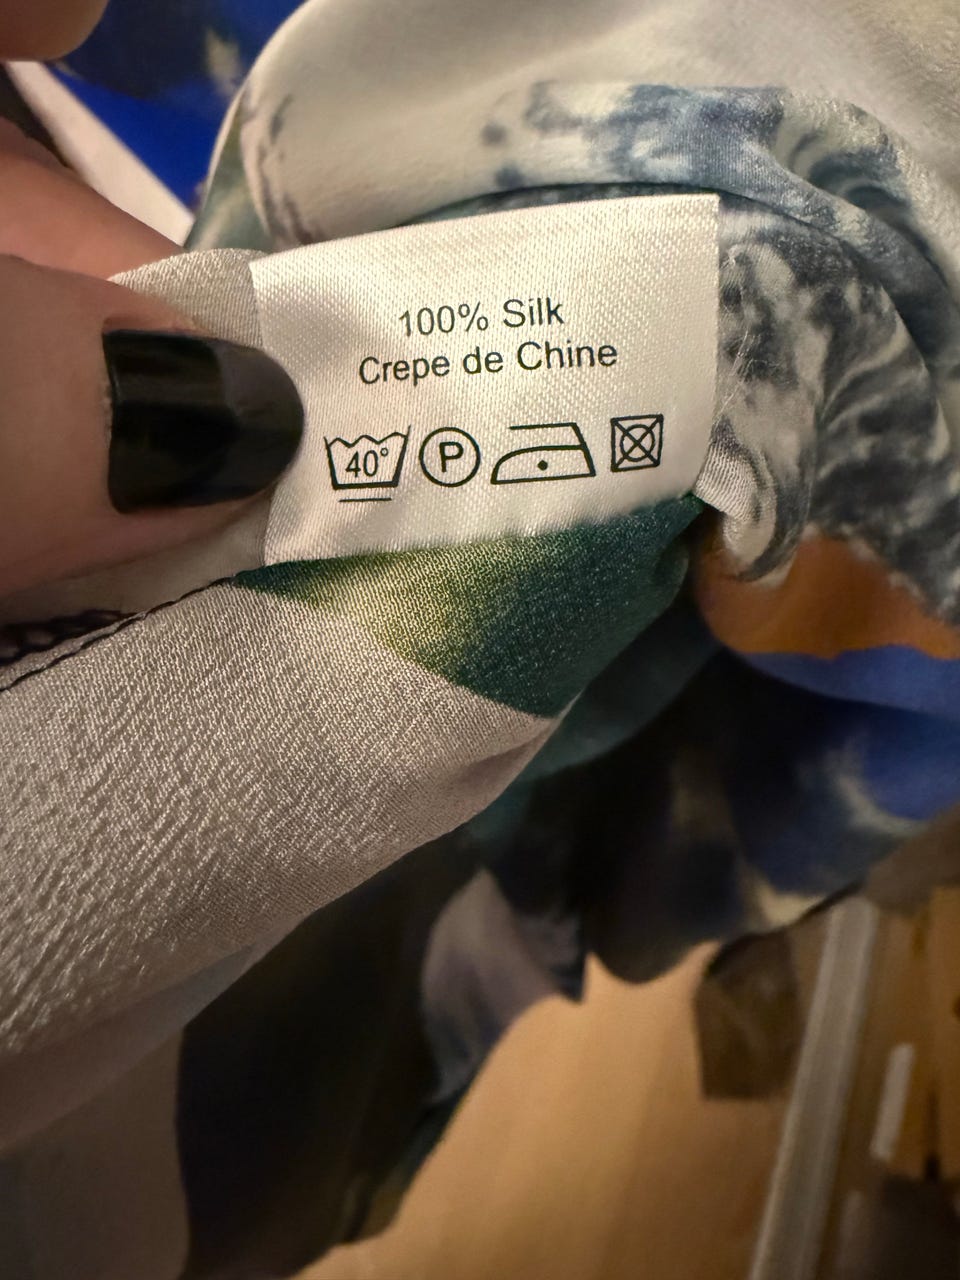 100% Silk
Crepe de Chine
40° P